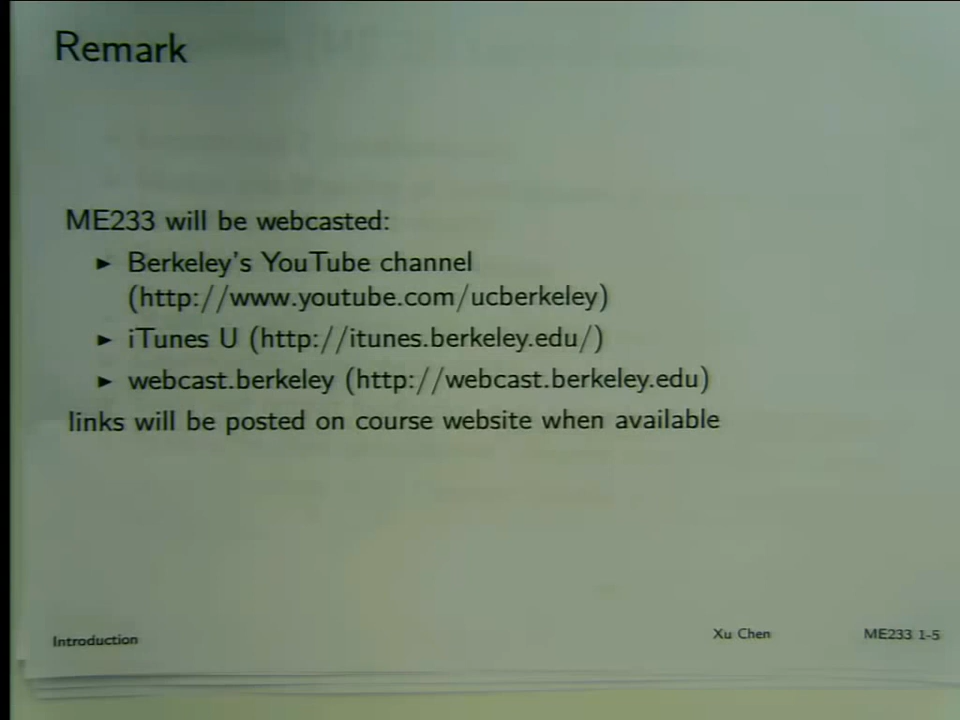 Remark
ME233 will be webcasted:
► Berkeley's YouTube channel
(http://www.youtube.com/ucberkeley)
► iTunes U (http://itunes.berkeley.edu/)
► webcast.berkeley (http://webcast.berkeley.edu)
links will be posted on course website when available
Introduction
Xu Chen
ME233 1-5